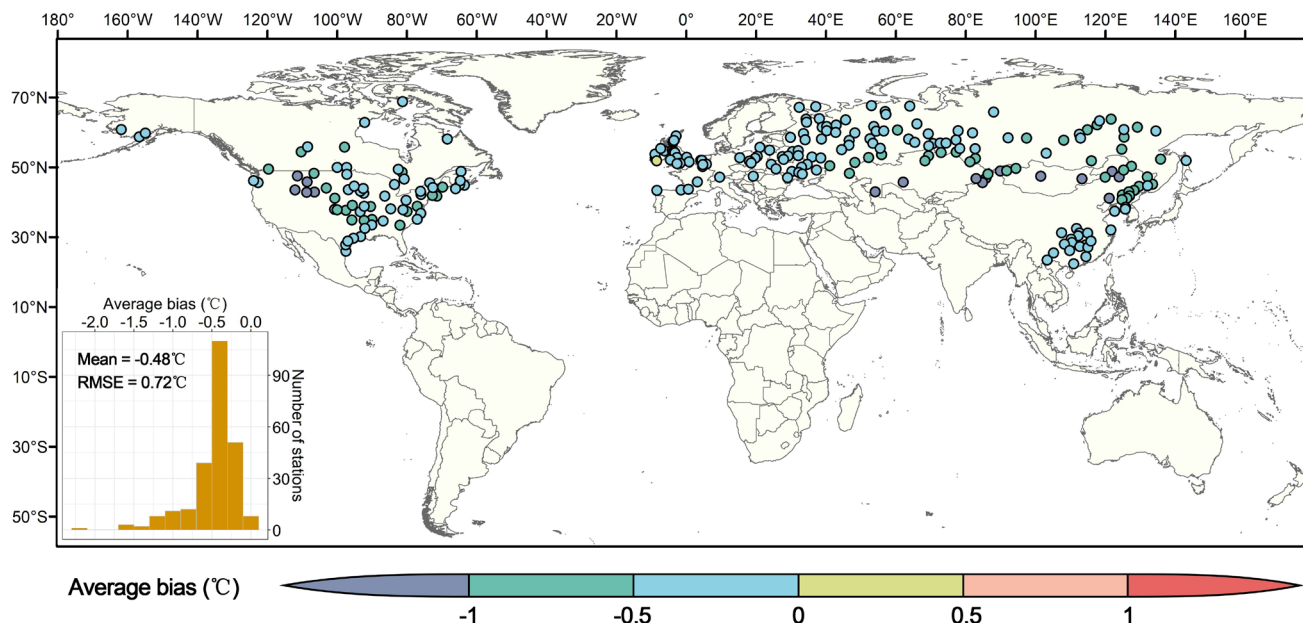 180° 160° 140° 120° 100° 80° 60° 40° 20° 0° 20° 40° 60° 80° 100° 120° 140° 160°
70°N
50°N
30°N
10°N
10°S
30°S
50°S
Average bias (℃)
-2.0 -1.5 -1.0 -0.5 0.0
Mean = -0.48℃
RMSE = 0.72℃
90
60
30
0
Number of stations
Average bias (℃)
-1 -0.5 0 0.5 1